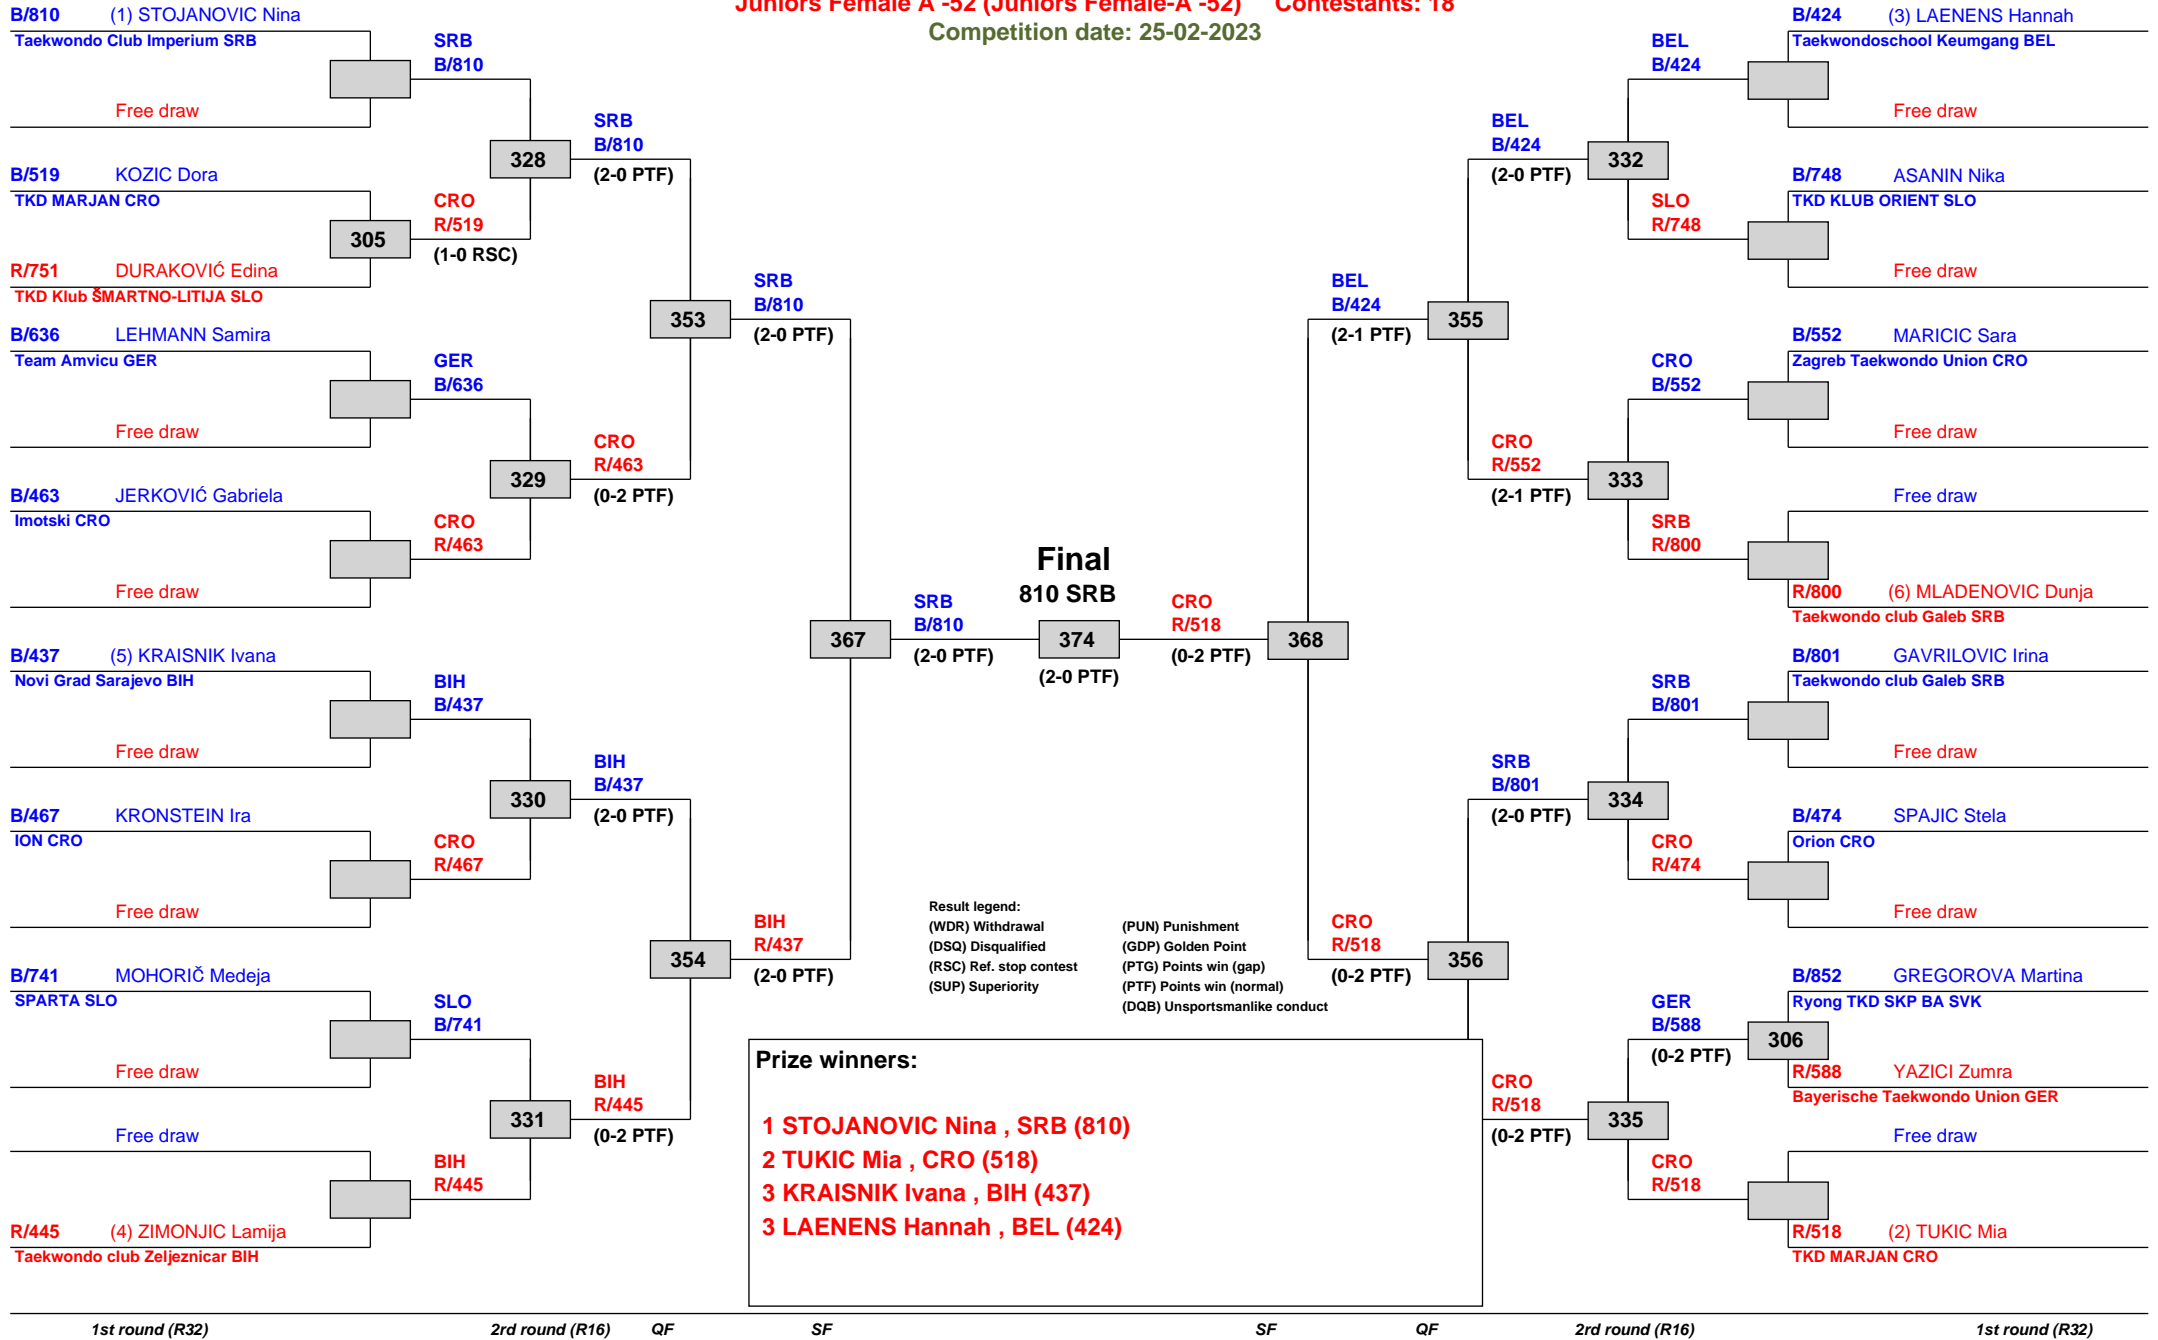 Juniors Female A -52 (Juniors Female-A -52) Contestants: 18
Competition date: 25-02-2023
B/810 (1) STOJANOVIC Nina
Taekwondo Club Imperium SRB
Free draw
B/519 KOZIC Dora
TKD MARJAN CRO
R/751 DURAKOVIĆ Edina
TKD Klub ŠMARTNO-LITIJA SLO
B/636 LEHMANN Samira
Team Amvicu GER
Free draw
B/463 JERKOVIĆ Gabriela
Imotski CRO
Free draw
B/437 (5) KRAISNIK Ivana
Novi Grad Sarajevo BIH
Free draw
B/467 KRONSTEIN Ira
ION CRO
Free draw
B/741 MOHORIČ Medeja
SPARTA SLO
Free draw
Free draw
R/445 (4) ZIMONJIC Lamija
Taekwondo club Zeljeznicar BIH
305
SRB
B/810
CRO
R/519
(1-0 RSC)
GER
B/636
CRO
R/463
BIH
B/437
CRO
R/467
SLO
B/741
BIH
R/445
328
329
330
331
SRB
B/810
(2-0 PTF)
CRO
R/463
(0-2 PTF)
BIH
B/437
(2-0 PTF)
BIH
R/445
(0-2 PTF)
353
354
SRB
B/810
(2-0 PTF)
BIH
R/437
(2-0 PTF)
367
SRB
B/810
(2-0 PTF)
Final
810 SRB
374
(2-0 PTF)
CRO
R/518
(0-2 PTF)
368
BEL
B/424
(2-1 PTF)
CRO
R/518
(0-2 PTF)
355
356
BEL
B/424
(2-0 PTF)
CRO
R/552
(2-1 PTF)
SRB
B/801
(2-0 PTF)
CRO
R/518
(0-2 PTF)
332
333
334
335
BEL
B/424
SLO
R/748
CRO
B/552
SRB
R/800
SRB
B/801
CRO
R/474
GER
B/588
(0-2 PTF)
CRO
R/518
306
B/424 (3) LAENENS Hannah
Taekwondoschool Keumgang BEL
Free draw
B/748 ASANIN Nika
TKD KLUB ORIENT SLO
Free draw
B/552 MARICIC Sara
Zagreb Taekwondo Union CRO
Free draw
Free draw
R/800 (6) MLADENOVIC Dunja
Taekwondo club Galeb SRB
B/801 GAVRILOVIC Irina
Taekwondo club Galeb SRB
Free draw
B/474 SPAJIC Stela
Orion CRO
Free draw
B/852 GREGOROVA Martina
Ryong TKD SKP BA SVK
R/588 YAZICI Zumra
Bayerische Taekwondo Union GER
Free draw
R/518 (2) TUKIC Mia
TKD MARJAN CRO
Result legend:
(WDR) Withdrawal (PUN) Punishment
(DSQ) Disqualified (GDP) Golden Point
(RSC) Ref. stop contest (PTG) Points win (gap)
(SUP) Superiority (PTF) Points win (normal)
(DQB) Unsportsmanlike conduct
Prize winners:
1 STOJANOVIC Nina , SRB (810)
2 TUKIC Mia , CRO (518)
3 KRAISNIK Ivana , BIH (437)
3 LAENENS Hannah , BEL (424)
1st round (R32) 2rd round (R16) QF SF SF QF 2rd round (R16) 1st round (R32)